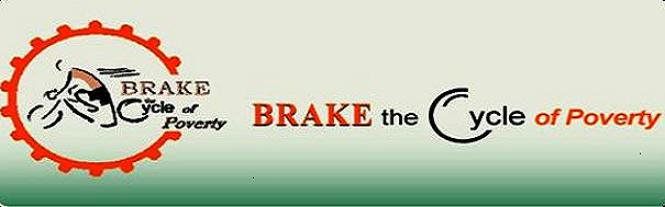 BRAKE
the
Cycle of
Poverty
BRAKE the Cycle of Poverty